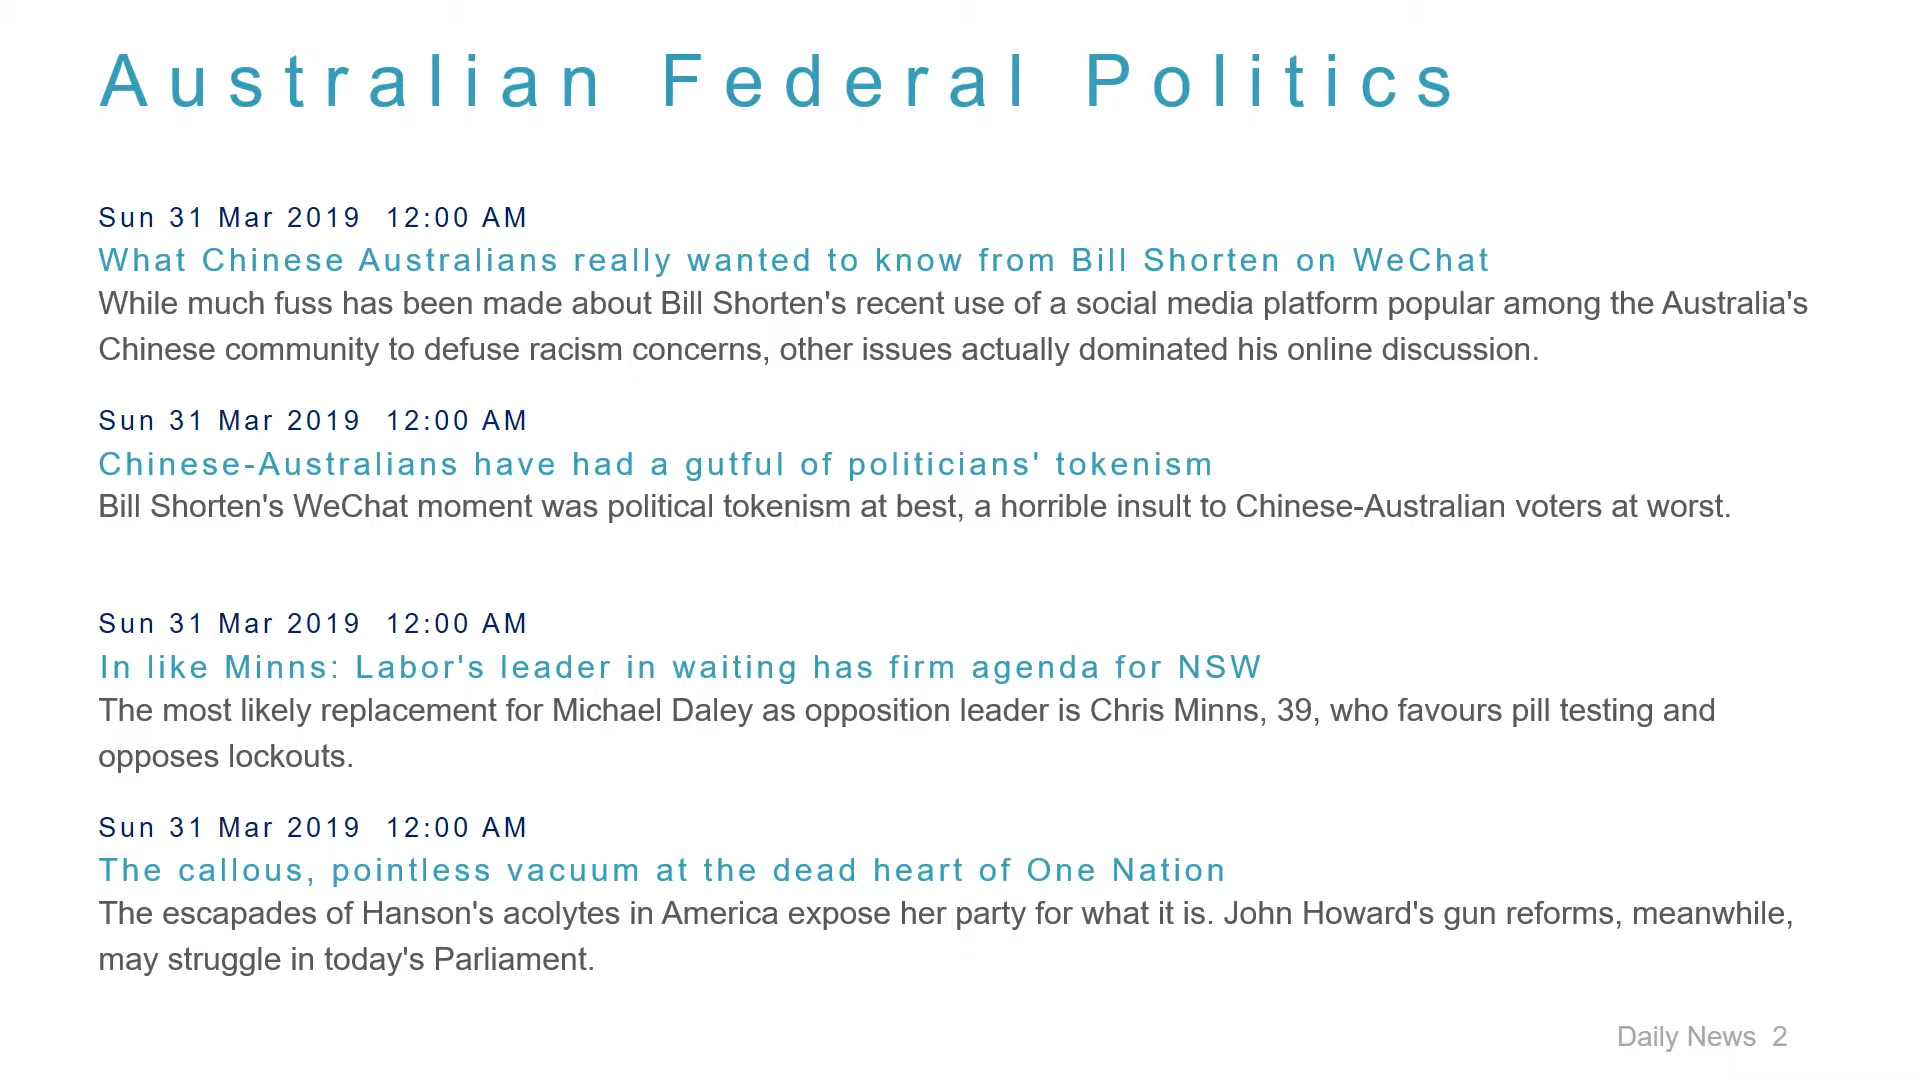 Australian Federal Politics
Sun 31 Mar 2019 12:00 AM
What Chinese Australians really wanted to know from Bill Shorten on WeChat
While much fuss has been made about Bill Shorten's recent use of a social media platform popular among the Australia's
Chinese community to defuse racism concerns, other issues actually dominated his online discussion.
Sun 31 Mar 2019 12:00 AM
Chinese-Australians have had a gutful of politicians' tokenism
Bill Shorten's WeChat moment was political tokenism at best, a horrible insult to Chinese-Australian voters at worst.
Sun 31 Mar 2019 12:00 AM
In like Minns: Labor's leader in waiting has firm agenda for NSW
The most likely replacement for Michael Daley as opposition leader is Chris Minns, 39, who favours pill testing and
opposes lockouts.
Sun 31 Mar 2019 12:00 AM
The callous, pointless vacuum at the dead heart of One Nation
The escapades of Hanson's acolytes in America expose her party for what it is. John Howard's gun reforms, meanwhile,
may struggle in today's Parliament.
Daily News 2